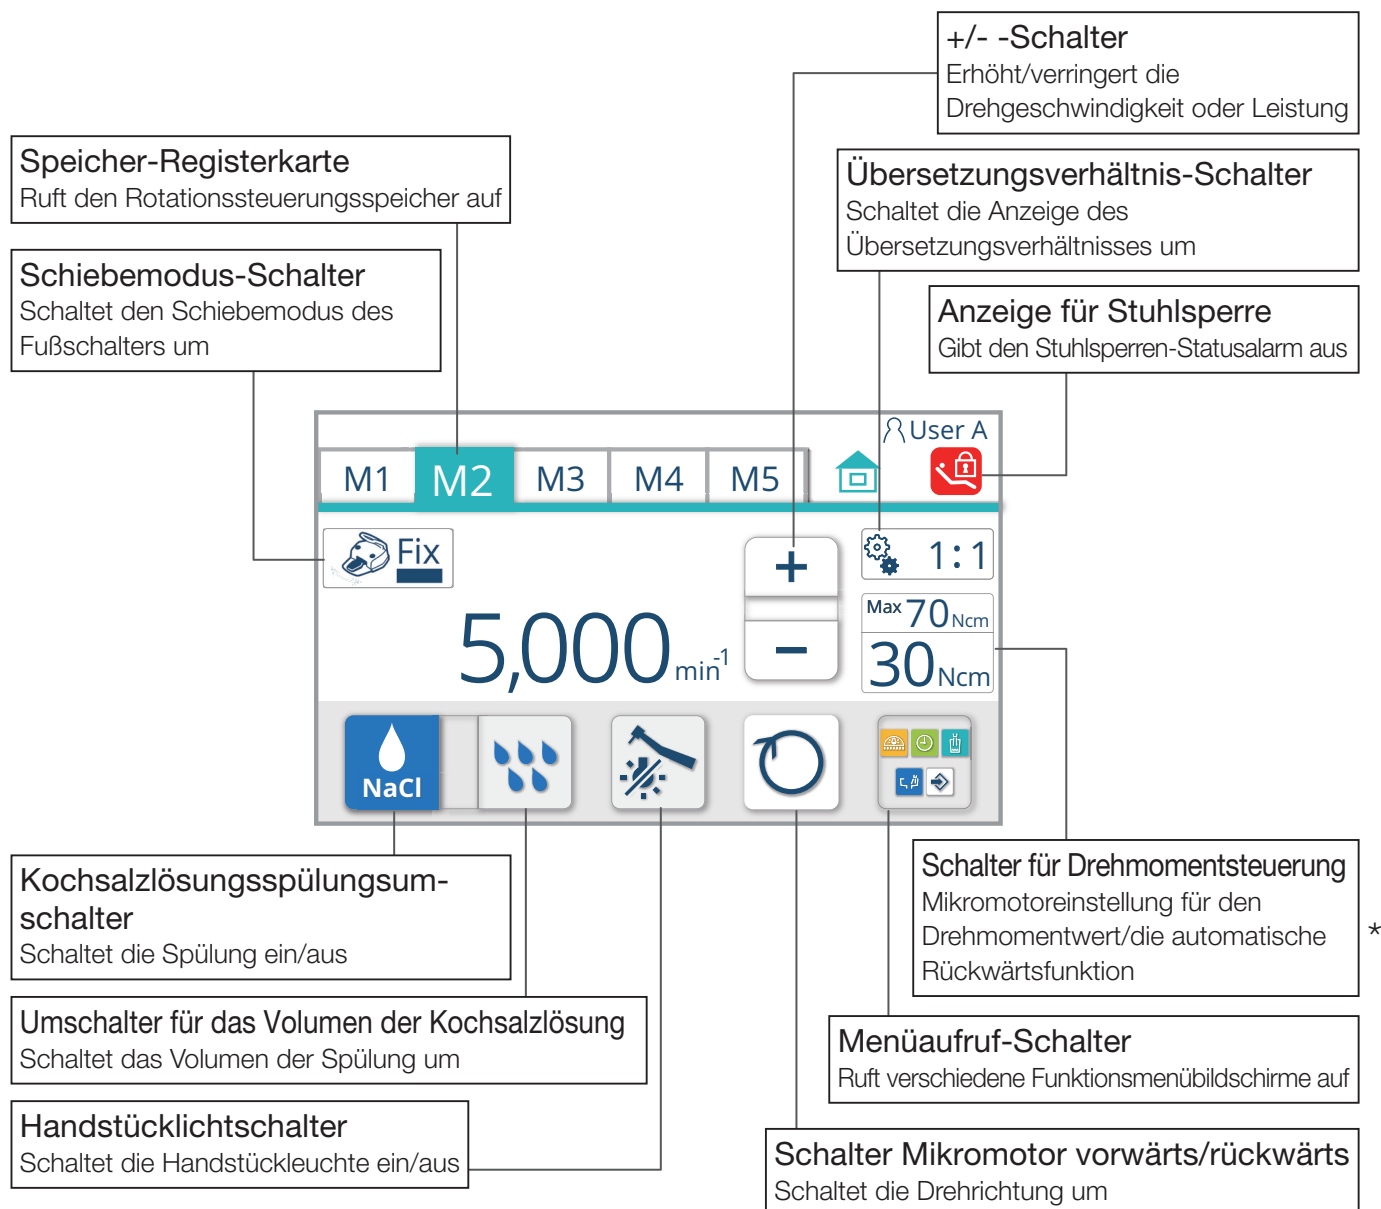 +/- -Schalter
Erhöht/verringert die
Drehgeschwindigkeit oder Leistung
Speicher-Registerkarte
Ruft den Rotationssteuerungsspeicher auf
Übersetzungsverhältnis-Schalter
Schaltet die Anzeige des
Übersetzungsverhältnisses um
Schiebemodus-Schalter
Schaltet den Schiebemodus des
Fußschalters um
Anzeige für Stuhlsperre
Gibt den Stuhlsperren-Statusalarm aus
User A
M1 M2 M3 M4 M5
Fix
+
1:1
Max 70 Ncm
5,000 min-1
−
30 Ncm
NaCl
Kochsalzlösungsspülungsum-
schalter
Schaltet die Spülung ein/aus
Schalter für Drehmomentsteuerung
Mikromotoreinstellung für den
Drehmomentwert/die automatische
Rückwärtsfunktion
*
Umschalter für das Volumen der Kochsalzlösung
Schaltet das Volumen der Spülung um
Menüaufruf-Schalter
Ruft verschiedene Funktionsmenübildschirme auf
Handstücklichtschalter
Schaltet die Handstückleuchte ein/aus
Schalter Mikromotor vorwärts/rückwärts
Schaltet die Drehrichtung um